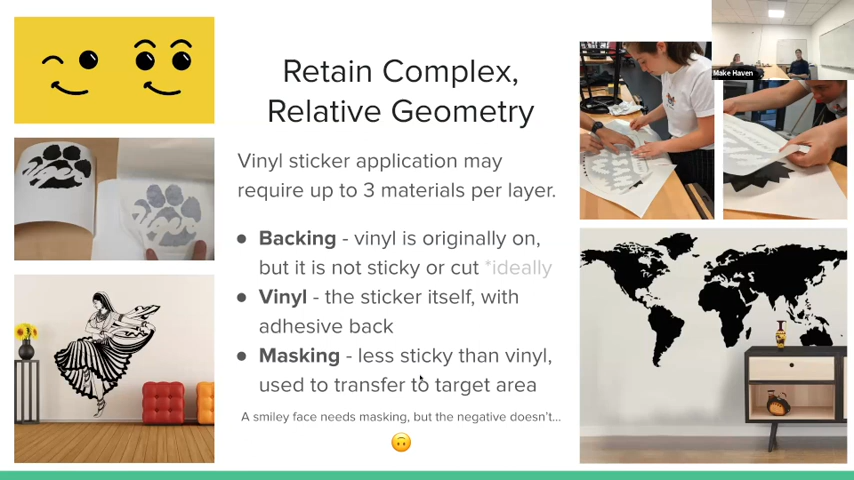 Retain Complex,
Relative Geometry
Vinyl sticker application may
require up to 3 materials per layer.
● Backing - vinyl is originally on,
but it is not sticky or cut *ideally
● Vinyl - the sticker itself, with
adhesive back
● Masking - less sticky than vinyl,
used to transfer to target area
A smiley face needs masking, but the negative doesn't...
Make Haven